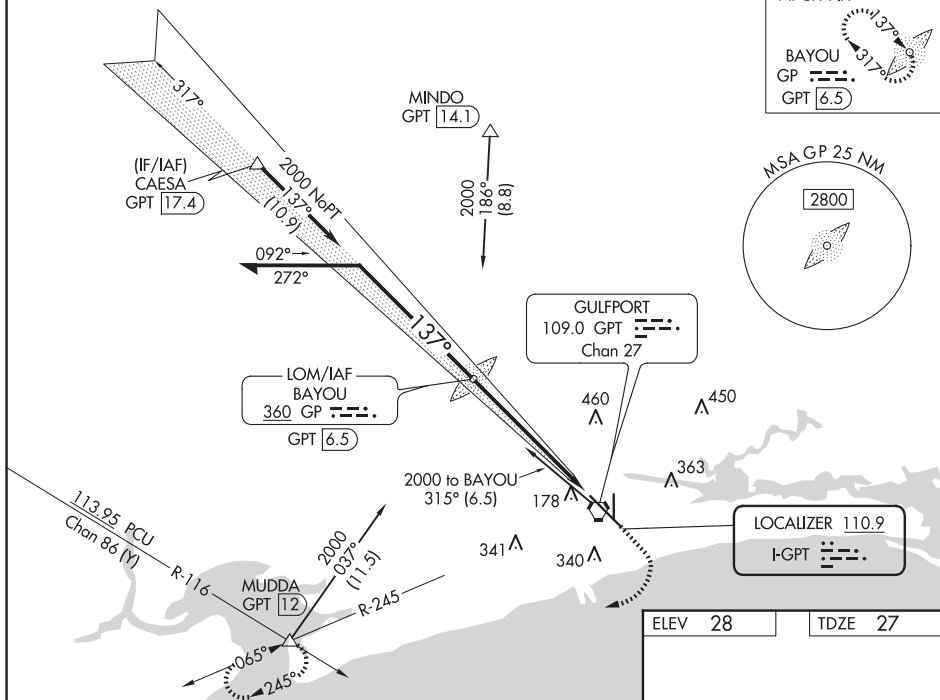 137°
317°
BAYOU
GP
GPT 6.5
MSA GP 25 NM
2800
317°
MINDO
GPT 14.1
2000
186°
(8.8)
(IF/IAF)
CAESA
GPT 17.4
2000 NoPT
137°
(10.9)
092°
272°
137°
GULFPORT
109.0 GPT
Chan 27
LOM/IAF
BAYOU
360 GP
GPT 6.5
460
450
363
2000 to BAYOU
315° (6.5)
178
341
340
LOCALIZER 110.9
I-GPT
113.95 PCU
Chan 86 (Y)
R-116
2000
037°
(11.5)
MUDDA
GPT 12
R-245
065°
245°
ELEV 28
TDZE 27